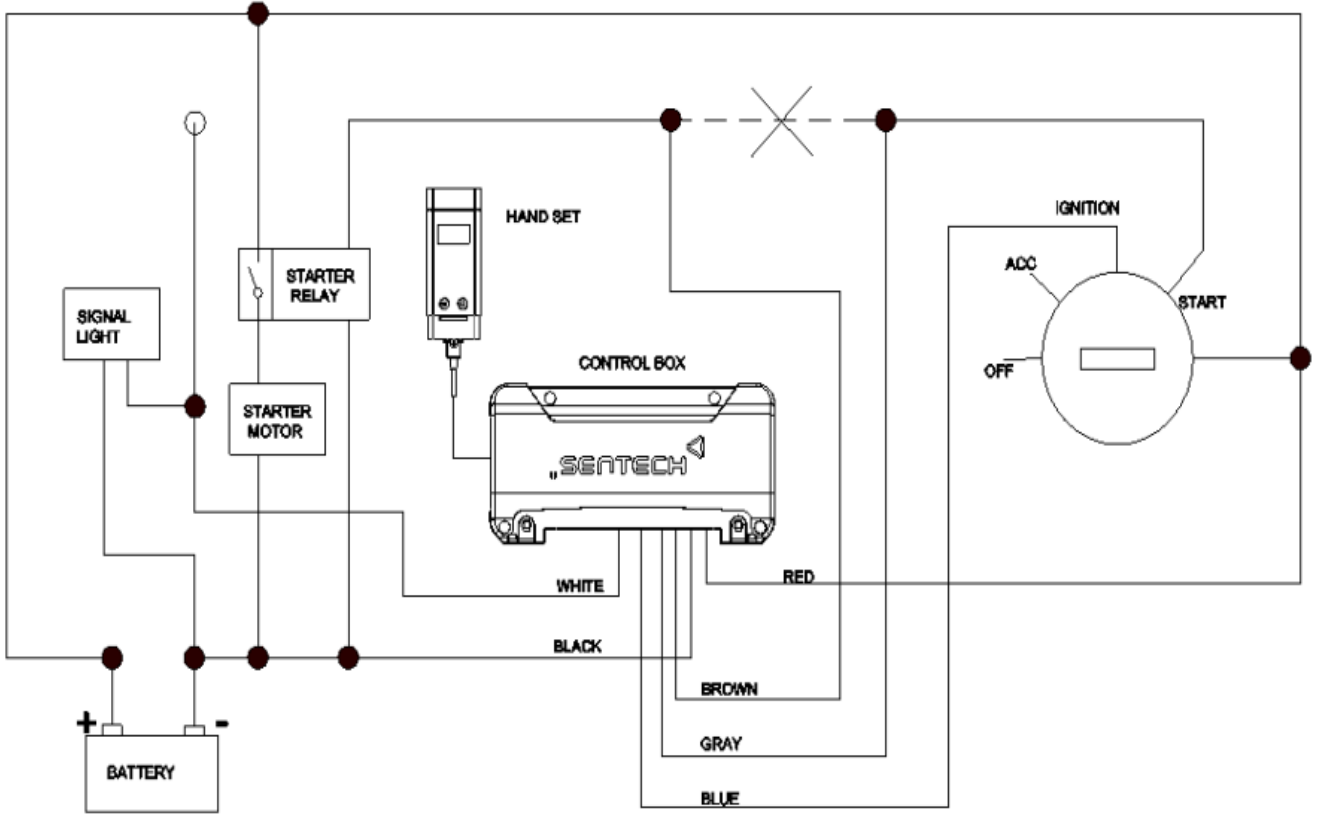 HAND SET
IGNITION
ACC
START
OFF
STARTER
RELAY
SIGNAL
LIGHT
CONTROL BOX
STARTER
MOTOR
SENTECH
WHITE
RED
BLACK
BROWN
GRAY
BLUE
+
-
BATTERY